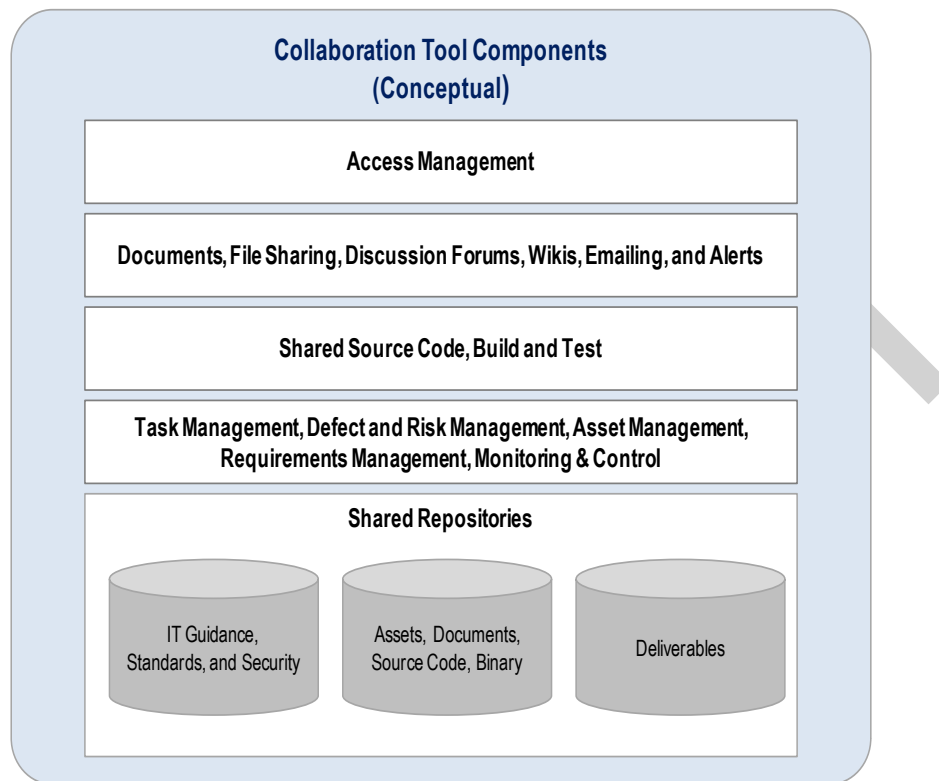 Collaboration Tool Components
(Conceptual)
Access Management
Documents, File Sharing, Discussion Forums, Wikis, Emailing, and Alerts
Shared Source Code, Build and Test
Task Management, Defect and Risk Management, Asset Management,
Requirements Management, Monitoring & Control
Shared Repositories
IT Guidance,
Standards, and Security
Assets, Documents,
Source Code, Binary
Deliverables